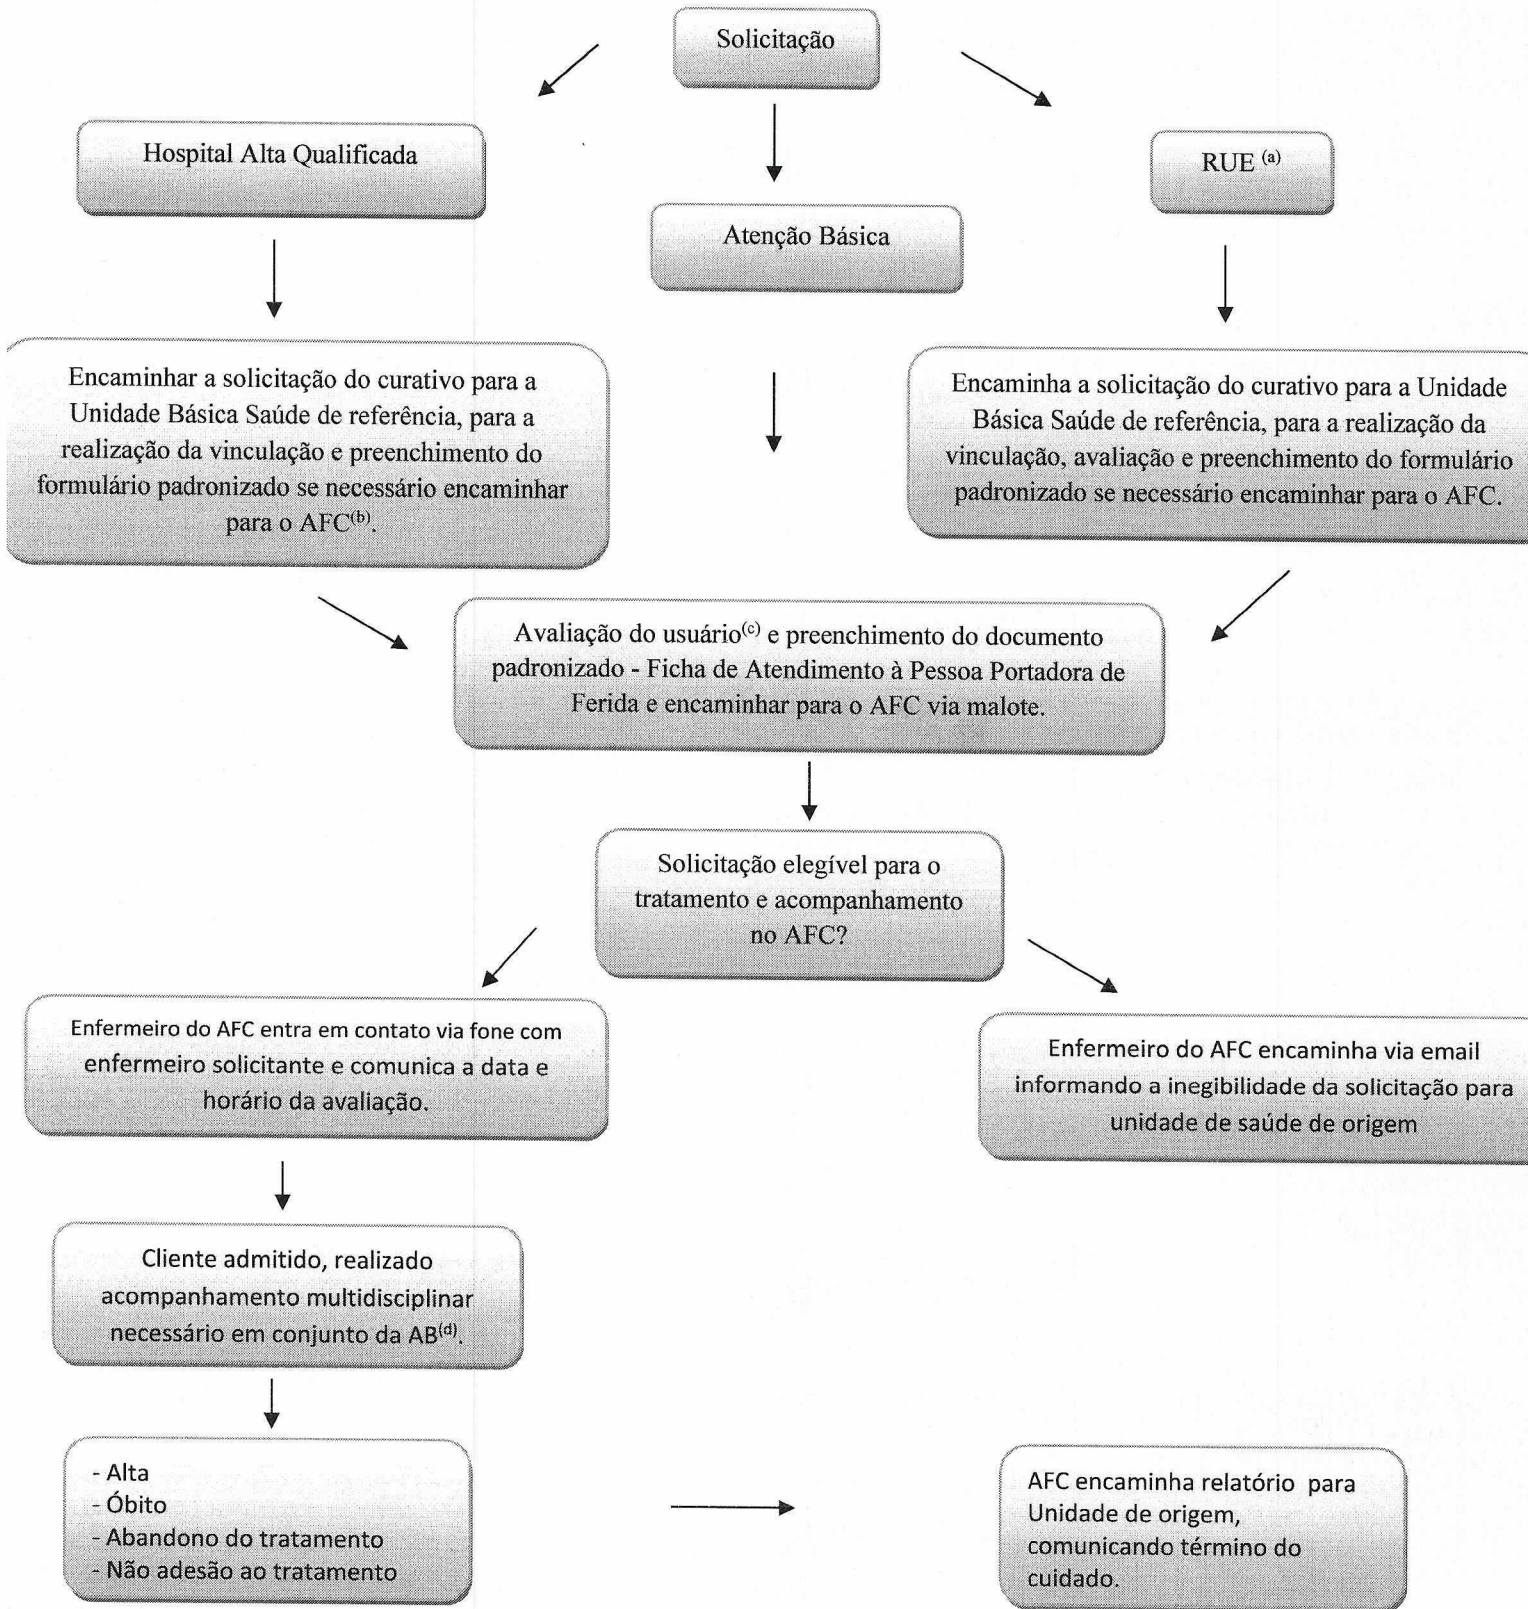 Solicitação
Hospital Alta Qualificada
RUE (a)
Atenção Básica
Encaminhar a solicitação do curativo para a
Unidade Básica Saúde de referência, para a
realização da vinculação e preenchimento do
formulário padronizado se necessário encaminhar
para o AFC(b).
Encaminha a solicitação do curativo para a Unidade
Básica Saúde de referência, para a realização da
vinculação, avaliação e preenchimento do formulário
padronizado se necessário encaminhar para o AFC.
Avaliação do usuário(c) e preenchimento do documento
padronizado - Ficha de Atendimento à Pessoa Portadora de
Ferida e encaminhar para o AFC via malote.
Solicitação elegível para o
tratamento e acompanhamento
no AFC?
Enfermeiro do AFC entra em contato via fone com
enfermeiro solicitante e comunica a data e
horário da avaliação.
Enfermeiro do AFC encaminha via email
informando a inegibilidade da solicitação para
unidade de saúde de origem
Cliente admitido, realizado
acompanhamento multidisciplinar
necessário em conjunto da AB(d).
- Alta
- Óbito
- Abandono do tratamento
- Não adesão ao tratamento
AFC encaminha relatório para
Unidade de origem,
comunicando término do
cuidado.